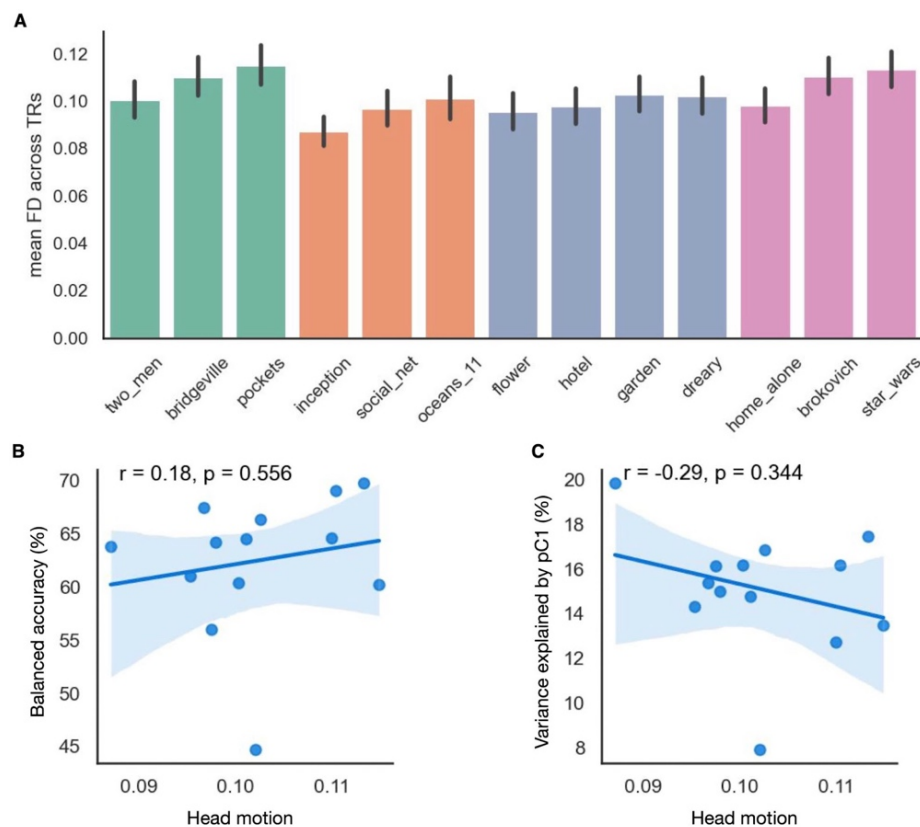 A
mean FD across TRs
0.12
0.10
0.08
0.06
0.04
0.02
0.00
two_men bridgeville pockets inception social_net oceans_11 flower hotel garden dreary home_alone brokovich star_wars
B
r = 0.18, p = 0.556
Balanced accuracy (%)
70
65
60
55
50
45
0.09 0.10 0.11
Head motion
C
r = -0.29, p = 0.344
Variance explained by pC1 (%)
20
18
16
14
12
10
8
0.09 0.10 0.11
Head motion